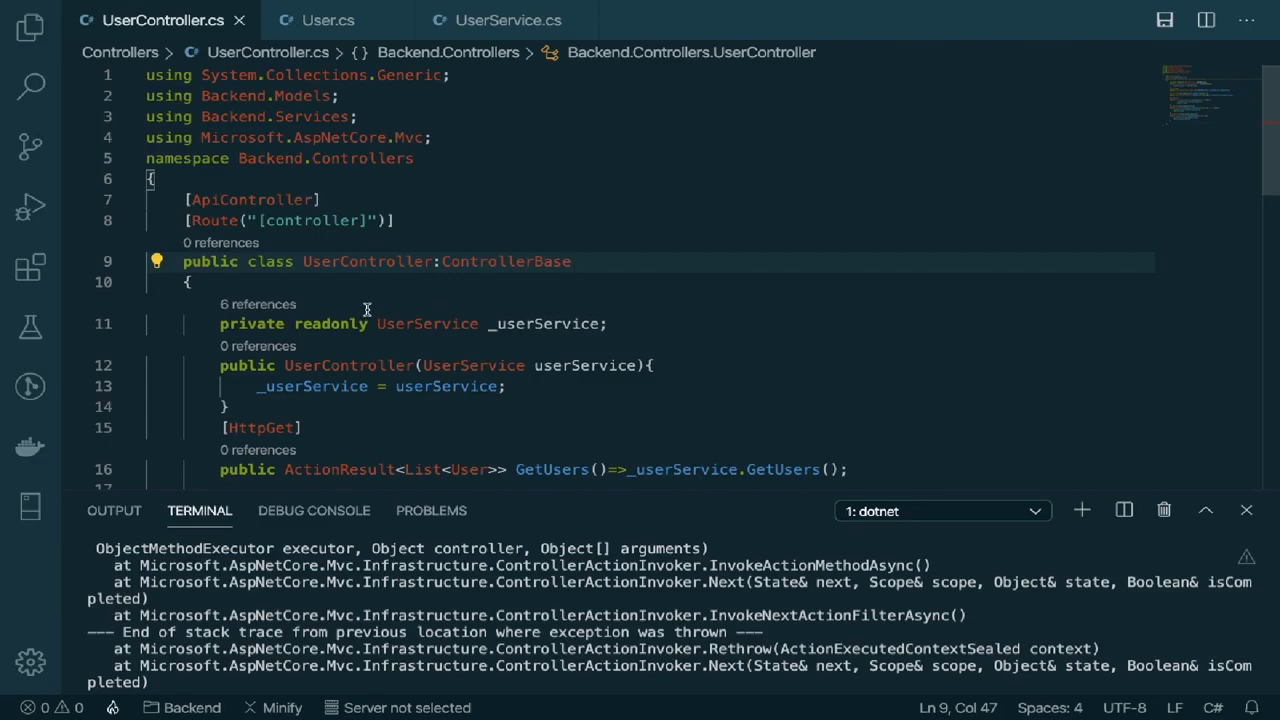 UserController.cs
User.cs
UserService.cs
Controllers > UserController.cs > {} Backend.Controllers > Backend.Controllers.UserController
1 using System.Collections.Generic;
2 using Backend.Models;
3 using Backend.Services;
4 using Microsoft.AspNetCore.Mvc;
5 namespace Backend.Controllers
6 {
7 [ApiController]
8 [Route("[controller]")]
0 references
9 public class UserController:ControllerBase
10 {
6 references
11 private readonly UserService _userService;
0 references
12 public UserController(UserService userService){
13 _userService = userService;
14 }
15 [HttpGet]
0 references
16 public ActionResult<List<User>> GetUsers()=>_userService.GetUsers();
17
OUTPUT TERMINAL DEBUG CONSOLE PROBLEMS 1: dotnet
ObjectMethodExecutor executor, Object controller, Object[] arguments)
at Microsoft.AspNetCore.Mvc.Infrastructure.ControllerActionInvoker.InvokeActionMethodAsync()
at Microsoft.AspNetCore.Mvc.Infrastructure.ControllerActionInvoker.Next(State& next, Scope& scope, Object& state, Boolean& isCom
pleted)
at Microsoft.AspNetCore.Mvc.Infrastructure.ControllerActionInvoker.InvokeNextActionFilterAsync()
--- End of stack trace from previous location where exception was thrown ---
at Microsoft.AspNetCore.Mvc.Infrastructure.ControllerActionInvoker.Rethrow(ActionExecutedContextSealed context)
at Microsoft.AspNetCore.Mvc.Infrastructure.ControllerActionInvoker.Next(State& next, Scope& scope, Object& state, Boolean& isCom
pleted)
0 0 Backend Minify Server not selected Ln 9, Col 47 Spaces: 4 UTF-8 LF C#